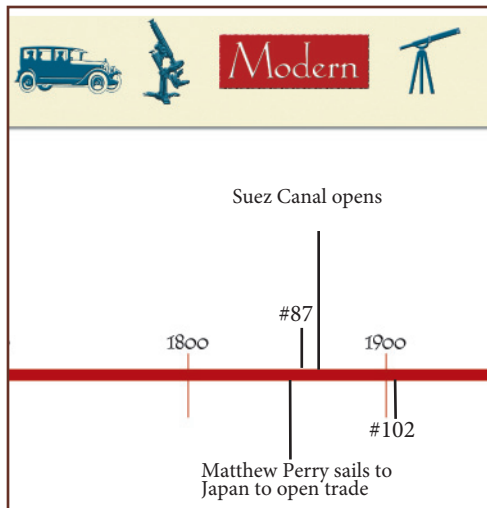 Modern
Suez Canal opens
#87
1800
1900
#102
Matthew Perry sails to
Japan to open trade